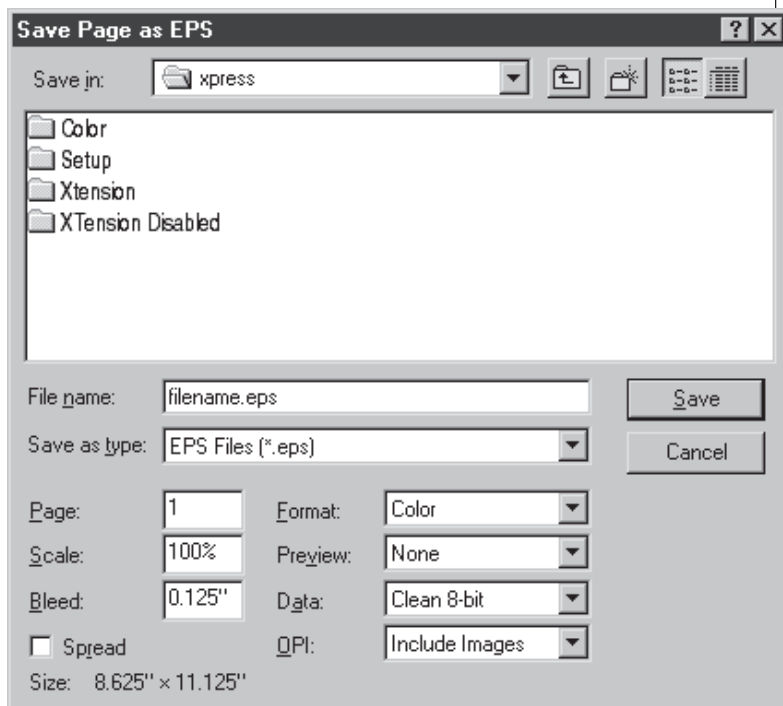 Save Page as EPS
Save in: xpress
Color
Setup
Xtension
XTension Disabled
File name: filename.eps Save
Save as type: EPS Files (*.eps) Cancel
Page: 1 Format: Color
Scale: 100% Preview: None
Bleed: 0.125" Data: Clean 8-bit
Spread OPI: Include Images
Size: 8.625" × 11.125"